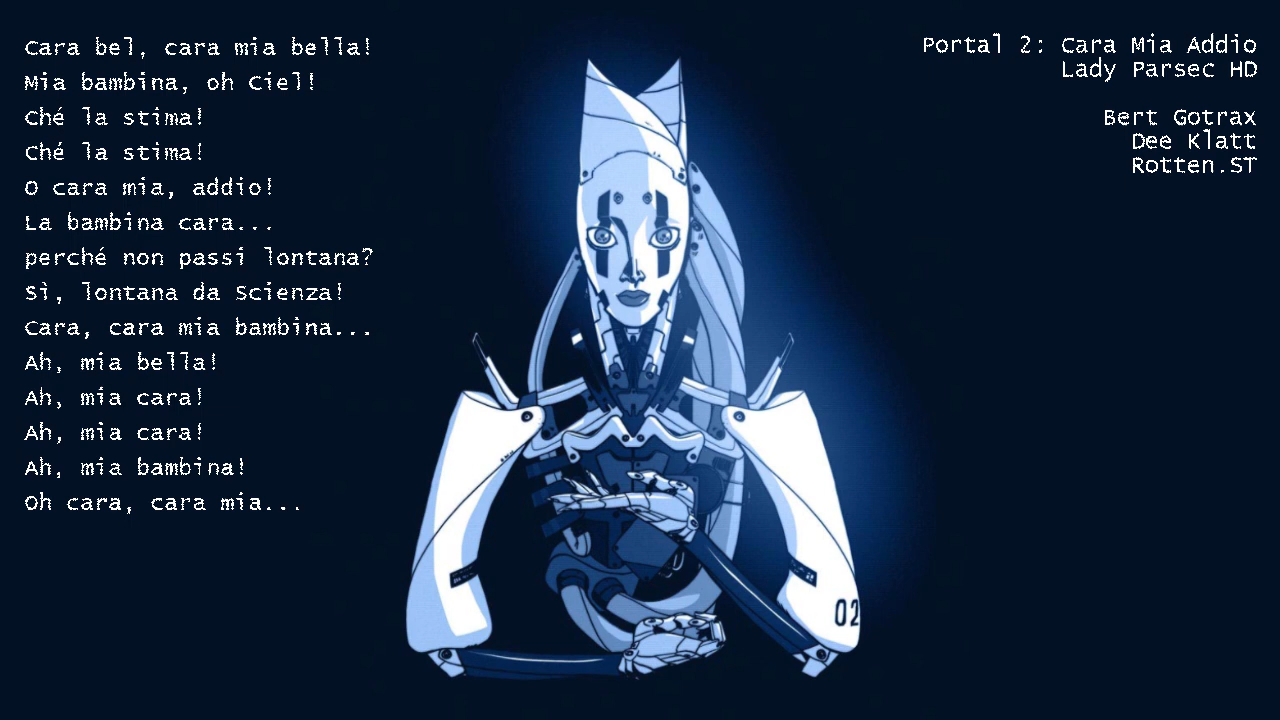 Cara bel, cara mia bella!
Mia bambina, oh Ciel!
Ché la stima!
Ché la stima!
O cara mia, addio!
La bambina cara...
perché non passi lontana?
Sì, lontana da Scienza!
Cara, cara mia bambina...
Ah, mia bella!
Ah, mia cara!
Ah, mia cara!
Ah, mia bambina!
Oh cara, cara mia...
Portal 2: Cara Mia Addio
Lady Parsec HD
Bert Gotrax
Dee Klatt
Rotten.ST
02